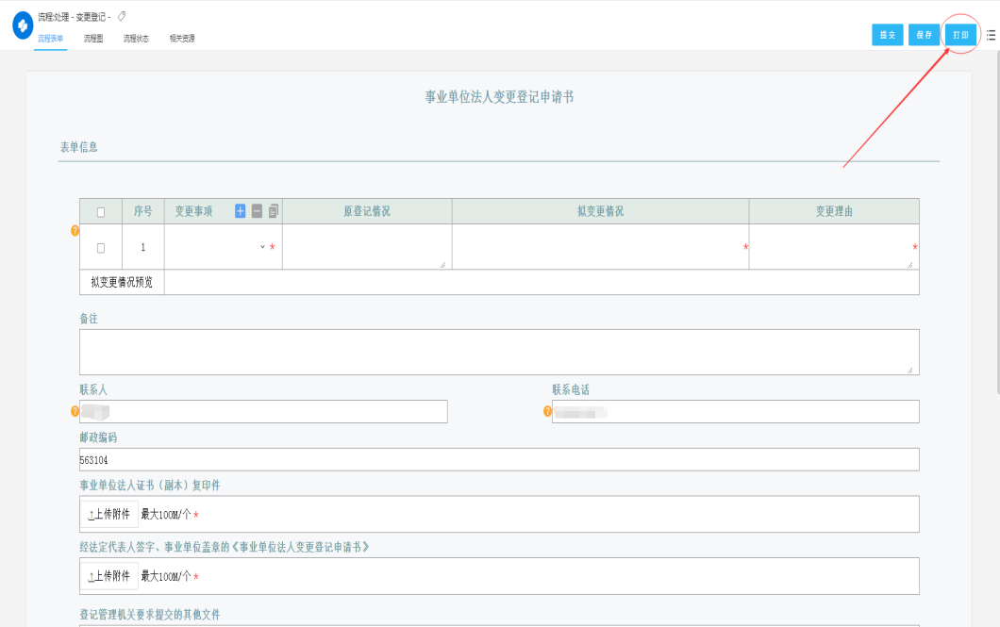 流程处理 - 变更登记 -
流程表单 流程图 流程状态 相关资源
提交 保存 打印
事业单位法人变更登记申请书
表单信息
序号 变更事项 原登记情况 拟变更情况 变更理由
1 * * *
拟变更情况预览
备注
联系人 联系电话
邮政编码
563104
事业单位法人证书（副本）复印件
上传附件 最大100M/个 *
经法定代表人签字、事业单位盖章的《事业单位法人变更登记申请书》
上传附件 最大100M/个 *
登记管理机关要求提交的其他文件